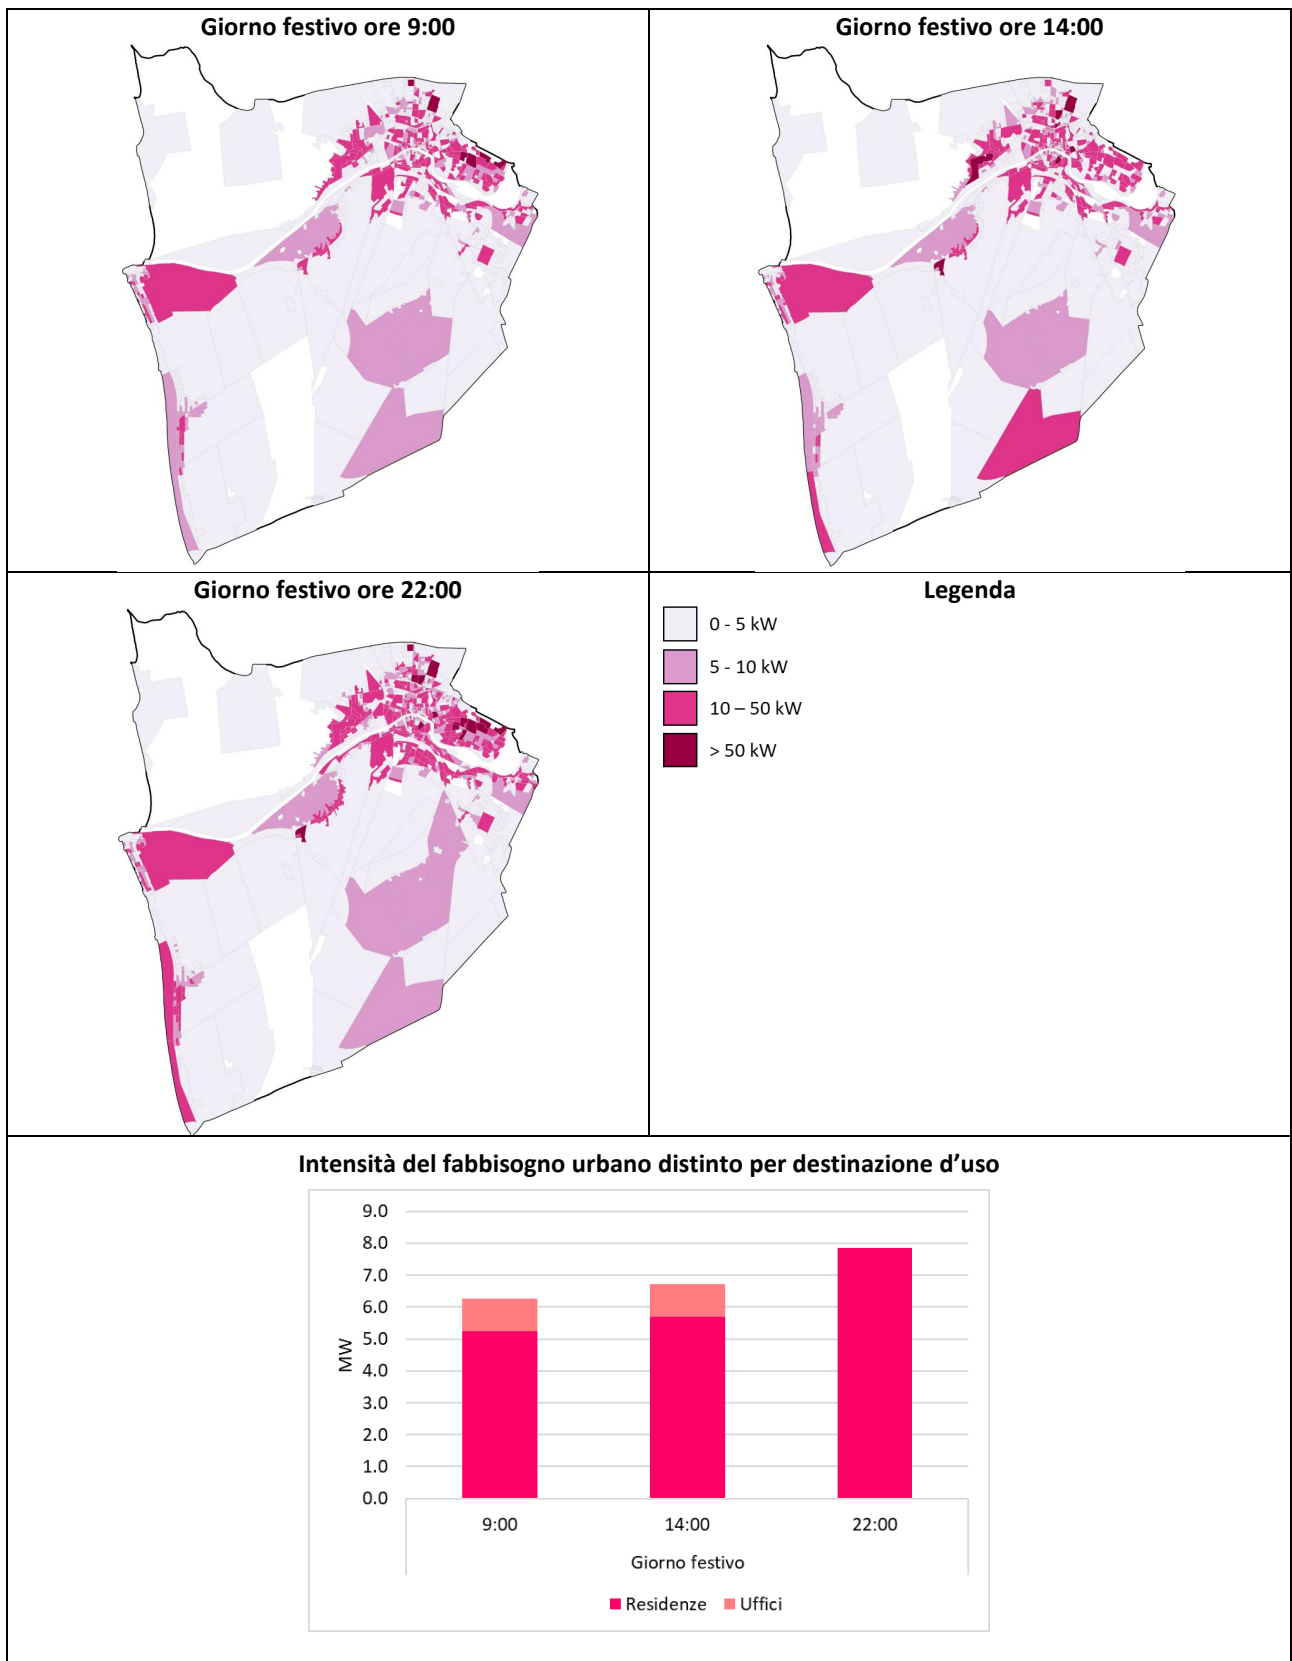 Giorno festivo ore 9:00
Giorno festivo ore 14:00
Giorno festivo ore 22:00
Legenda
0 - 5 kW
5 - 10 kW
10 – 50 kW
> 50 kW
Intensità del fabbisogno urbano distinto per destinazione d’uso
9.0
8.0
7.0
6.0
5.0
4.0
3.0
2.0
1.0
0.0
MW
9:00 14:00 22:00
Giorno festivo
Residenze Uffici